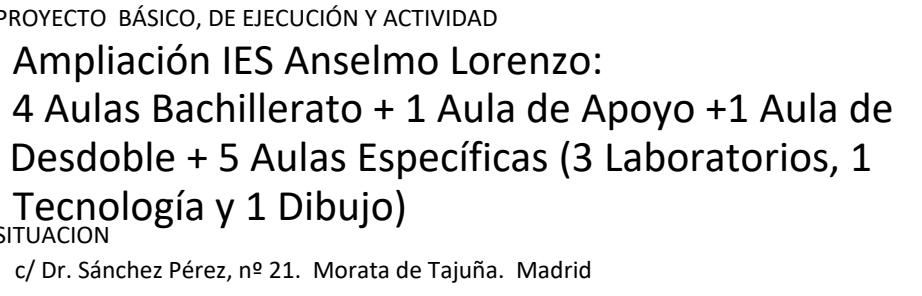 PROYECTO BÁSICO, DE EJECUCIÓN Y ACTIVIDAD
Ampliación IES Anselmo Lorenzo:
4 Aulas Bachillerato + 1 Aula de Apoyo +1 Aula de
Desdoble + 5 Aulas Específicas (3 Laboratorios, 1
Tecnología y 1 Dibujo)
SITUACION
c/ Dr. Sánchez Pérez, nº 21. Morata de Tajuña. Madrid